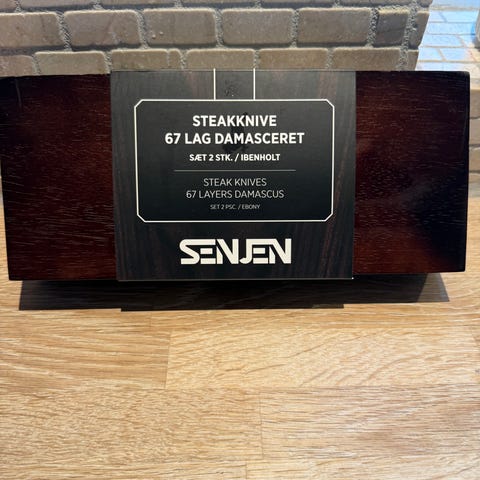 STEAKKNIVE
67 LAG DAMASCERET
SÆT 2 STK. / IBENHOLT
STEAK KNIVES
67 LAYERS DAMASCUS
SET 2 PSC. / EBONY
SENJEN